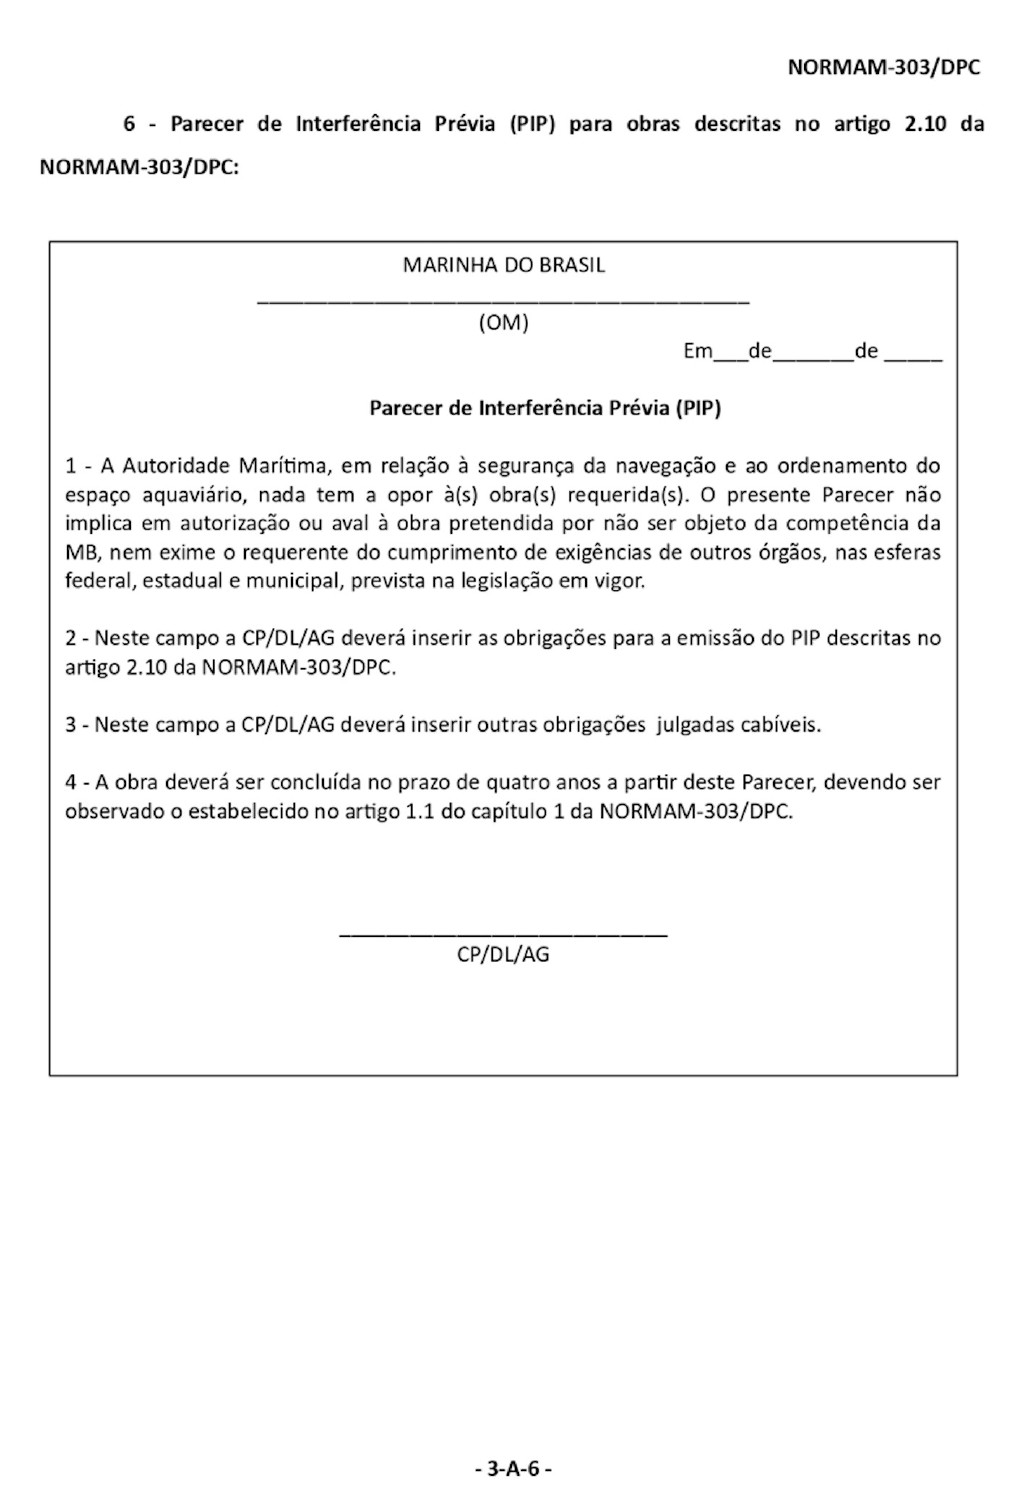 NORMAM-303/DPC
6 - Parecer de Interferência Prévia (PIP) para obras descritas no artigo 2.10 da
NORMAM-303/DPC:
MARINHA DO BRASIL
(OM)
Em___de_______de _____
Parecer de Interferência Prévia (PIP)
1 - A Autoridade Marítima, em relação à segurança da navegação e ao ordenamento do
espaço aquaviário, nada tem a opor à(s) obra(s) requerida(s). O presente Parecer não
implica em autorização ou aval à obra pretendida por não ser objeto da competência da
MB, nem exime o requerente do cumprimento de exigências de outros órgãos, nas esferas
federal, estadual e municipal, prevista na legislação em vigor.
2 - Neste campo a CP/DL/AG deverá inserir as obrigações para a emissão do PIP descritas no
artigo 2.10 da NORMAM-303/DPC.
3 - Neste campo a CP/DL/AG deverá inserir outras obrigações julgadas cabíveis.
4 - A obra deverá ser concluída no prazo de quatro anos a partir deste Parecer, devendo ser
observado o estabelecido no artigo 1.1 do capítulo 1 da NORMAM-303/DPC.
CP/DL/AG
- 3-A-6 -